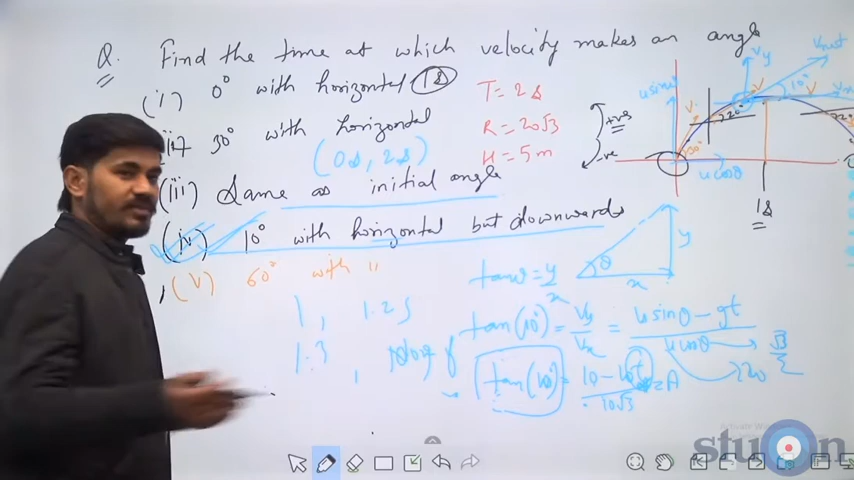 Q. Find the time at which velocity makes an angle
(i) 0° with horizontal 1s
(ii) 30° with horizontal
(0s, 2s)
(iii) Same as initial angle
(iv) 10° with horizontal but downwards
(v) 60° with "
T = 2s
R = 20√3
H = 5m
+ve
-ve
usinθ
ucosθ
Vy
Vnet
10°
V
30°
1s
tanθ = y/x
θ
x
y
tan(10°) = Vy/Vx = usinθ - gt / ucosθ
tan(10°) = 10 - 10t / 10√3 = A
20
√3/2
1, 1.2s
1.3
studon